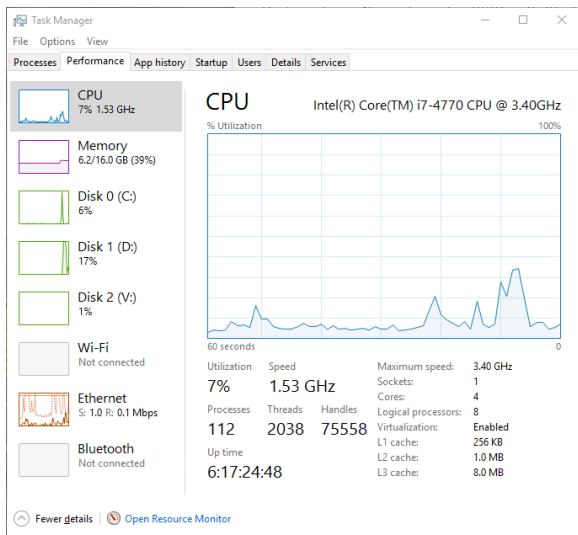 Task Manager
File Options View
Processes Performance App history Startup Users Details Services
CPU
7% 1.53 GHz
Memory
6.2/16.0 GB (39%)
Disk 0 (C:)
6%
Disk 1 (D:)
17%
Disk 2 (V:)
1%
Wi-Fi
Not connected
Ethernet
S: 1.0 R: 0.1 Mbps
Bluetooth
Not connected
CPU Intel(R) Core(TM) i7-4770 CPU @ 3.40GHz
% Utilization 100%
60 seconds 0
Utilization Speed
7% 1.53 GHz
Processes Threads Handles
112 2038 75558
Up time
6:17:24:48
Maximum speed: 3.40 GHz
Sockets: 1
Cores: 4
Logical processors: 8
Virtualization: Enabled
L1 cache: 256 KB
L2 cache: 1.0 MB
L3 cache: 8.0 MB
Fewer details Open Resource Monitor